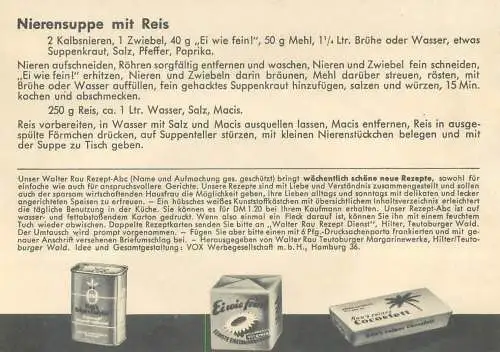 Nierensuppe mit Reis
2 Kalbsnieren, 1 Zwiebel, 40 g „Ei wie fein!“, 50 g Mehl, 1¼ Ltr. Brühe oder Wasser, etwas
Suppenkraut, Salz, Pfeffer, Paprika.
Nieren aufschneiden, Röhren sorgfältig entfernen und waschen, Nieren und Zwiebel fein schneiden,
„Ei wie fein!“ erhitzen, Nieren und Zwiebeln darin bräunen, Mehl darüber streuen, rösten, mit
Brühe oder Wasser auffüllen, fein gehacktes Suppenkraut hinzufügen, salzen und würzen, 15 Min.
kochen und abschmecken.
250 g Reis, ca. 1 Ltr. Wasser, Salz, Macis.
Reis vorbereiten, in Wasser mit Salz und Macis ausquellen lassen, Macis entfernen, Reis in ausge-
spülte Förmchen drücken, auf Suppenteller stürzen, mit kleinen Nierenstückchen belegen und mit
der Suppe zu Tisch geben.
Unser Walter Rau Rezept-Abc (Name und Aufmachung ges. geschützt) bringt wöchentlich schöne neue Rezepte, sowohl für
einfache wie auch für anspruchsvollere Gerichte. Unsere Rezepte sind mit Liebe und Verständnis zusammengestellt und sollen
auch der sparsam wirtschaftenden Hausfrau die Möglichkeit geben, ihre Lieben alltags und sonntags mit delikaten und lecker
angerichteten Speisen zu erfreuen. – Ein hübsches weißes Kunststoffkästchen mit übersichtlichem Inhaltsverzeichnis erleichtert
die tägliche Benutzung in der Küche. Sie können es für DM 1.20 bei Ihrem Kaufmann erhalten. Unser Rezept-Abc ist auf
wasser- und fettabstoßendem Karton gedruckt. Wenn also einmal ein Fleck darauf ist, können Sie ihn mit einem feuchten
Tuch wieder abwischen. Doppelte Rezeptkarten senden Sie bitte an „Walter Rau Rezept Dienst“, Hilter, Teutoburger Wald.
Der Umtausch wird prompt vorgenommen. – Fügen Sie aber bitte einen mit 6 Pfg.-Drucksachenporto frankierten und mit ge-
nauer Anschrift versehenen Briefumschlag bei. – Herausgegeben von Walter Rau Teutoburger Margarinewerke, Hilter/Teuto-
burger Wald. Idee und Gesamtgestaltung: VOX Werbegesellschaft m. b. H., Hamburg 36.
Ei wie fein
Cocosfett